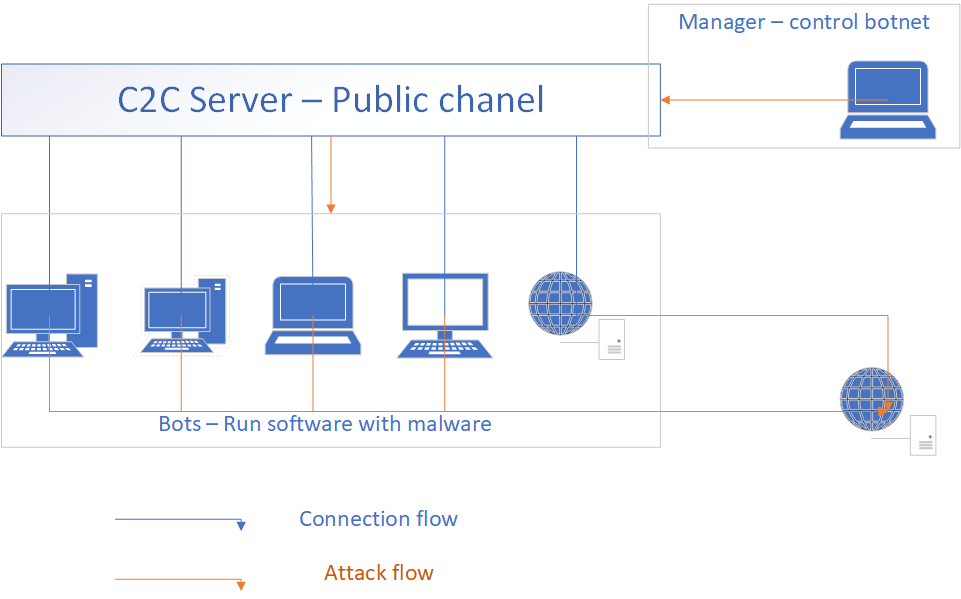 Manager – control botnet
C2C Server – Public chanel
Bots – Run software with malware
Connection flow
Attack flow